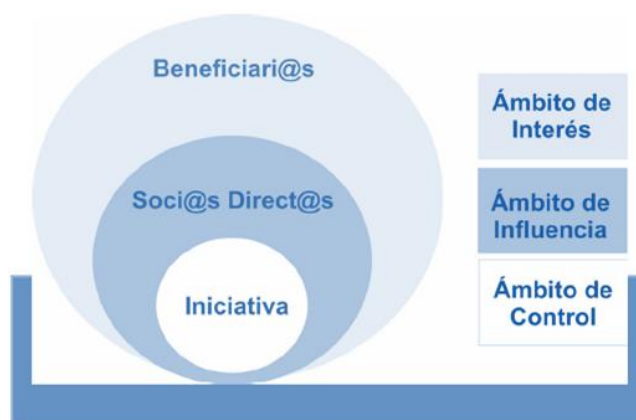 Beneficiari@s
Soci@s Direct@s
Iniciativa
Ámbito de
Interés
Ámbito de
Influencia
Ámbito de
Control